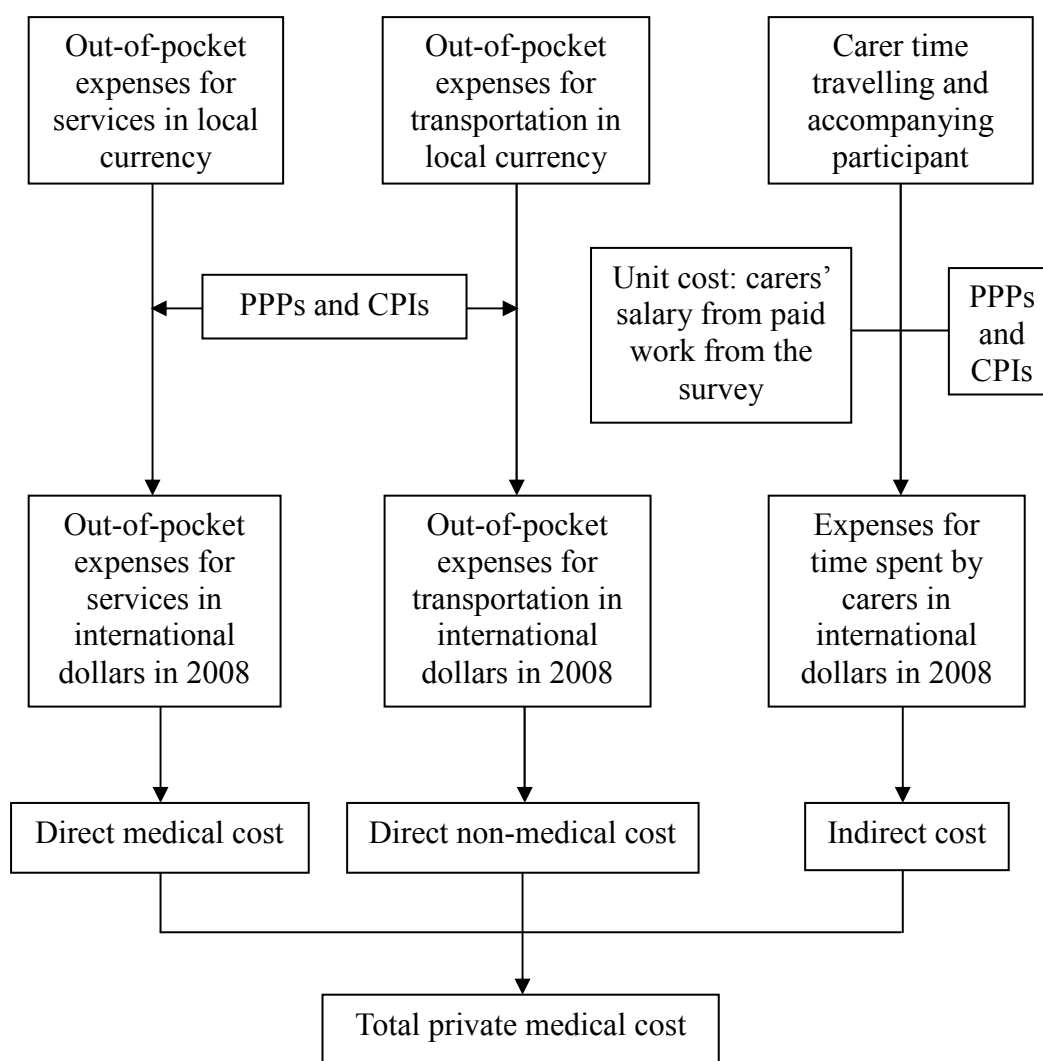 Out-of-pocket
expenses for
services in local
currency
Out-of-pocket
expenses for
transportation in
local currency
Carer time
travelling and
accompanying
participant
PPPs and CPIs
Unit cost: carers’
salary from paid
work from the
survey
PPPs
and
CPIs
Out-of-pocket
expenses for
services in
international
dollars in 2008
Out-of-pocket
expenses for
transportation in
international
dollars in 2008
Expenses for
time spent by
carers in
international
dollars in 2008
Direct medical cost
Direct non-medical cost
Indirect cost
Total private medical cost